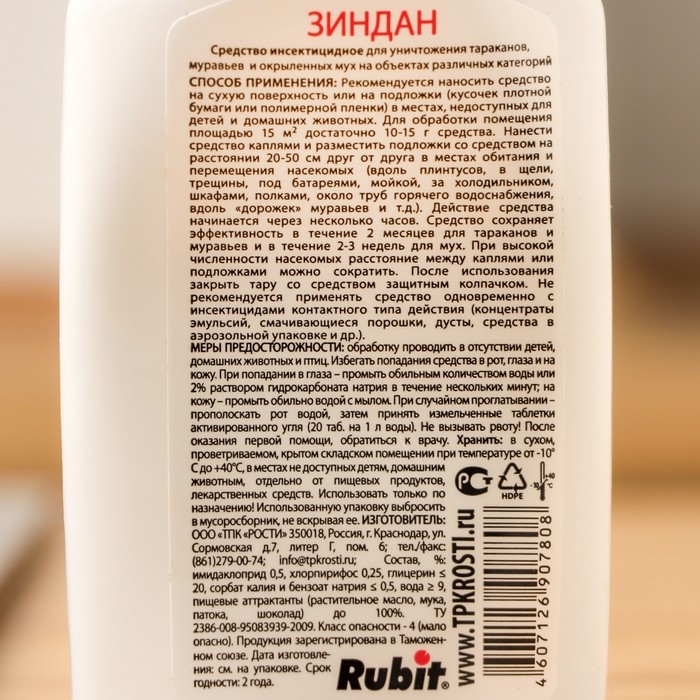 ЗИНДАН
Средство инсектицидное для уничтожения тараканов,
муравьев и окрыленных мух на объектах различных категорий
СПОСОБ ПРИМЕНЕНИЯ: Рекомендуется наносить средство
на сухую поверхность или на подложки (кусочек плотной
бумаги или полимерной пленки) в местах, недоступных для
детей и домашних животных. Для обработки помещения
площадью 15 м² достаточно 10-15 г средства. Нанести
средство каплями и разместить подложки со средством на
расстоянии 20-50 см друг от друга в местах обитания и
перемещения насекомых (вдоль плинтусов, в щели,
трещины, под батареями, мойкой, за холодильником,
шкафами, полками, около труб горячего водоснабжения,
вдоль «дорожек» муравьев и т.д.). Действие средства
начинается через несколько часов. Средство сохраняет
эффективность в течение 2 месяцев для тараканов и
муравьев и в течение 2-3 недель для мух. При высокой
численности насекомых расстояние между каплями или
подложками можно сократить. После использования
закрыть тару со средством защитным колпачком. Не
рекомендуется применять средство одновременно с
инсектицидами контактного типа действия (концентраты
эмульсий, смачивающиеся порошки, дусты, средства в
аэрозольной упаковке и др.).
МЕРЫ ПРЕДОСТОРОЖНОСТИ: обработку проводить в отсутствии детей,
домашних животных и птиц. Избегать попадания средства в рот, глаза и на
кожу. При попадании в глаза – промыть обильным количеством воды или
2% раствором гидрокарбоната натрия в течение нескольких минут; на
кожу – промыть обильно водой с мылом. При случайном проглатывании –
прополоскать рот водой, затем принять измельченные таблетки
активированного угля (20 таб. на 1 л воды). Не вызывать рвоту! После
оказания первой помощи, обратиться к врачу. Хранить: в сухом,
проветриваемом, крытом складском помещении при температуре от -10°
С до +40°С, в местах не доступных детям, домашним
животным, отдельно от пищевых продуктов,
лекарственных средств. Использовать только по
назначению! Использованную упаковку выбросить
в мусоросборник, не вскрывая ее. ИЗГОТОВИТЕЛЬ:
ООО «ТПК «РОСТИ» 350018, Россия, г. Краснодар, ул.
Сормовская д.7, литер Г, пом. 6; тел./факс:
(861)279-00-74; info@tpkrosti.ru; Состав, %:
имидаклоприд 0,5, хлорпирифос 0,25, глицерин ≤
20, сорбат калия и бензоат натрия ≤ 0,5, вода ≥ 9,
пищевые аттрактанты (растительное масло, мука,
патока, шоколад) до 100%. ТУ
2386-008-95083939-2009. Класс опасности - 4 (мало
опасно). Продукция зарегистрирована в Таможен-
ном союзе. Дата изготовле-
ния: см. на упаковке. Срок
годности: 2 года.
Rubit®
РСТ
HDPE
-10 +40 °C
WWW.TPKROSTI.ru
4 607126 907808